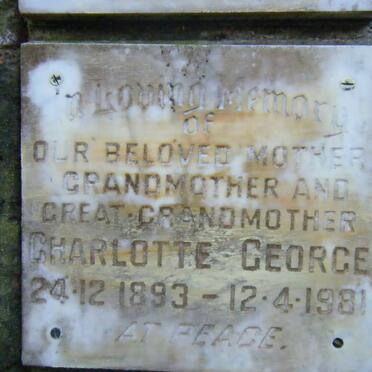 In Loving Memory
of
OUR BELOVED MOTHER
GRANDMOTHER AND
GREAT-GRANDMOTHER
CHARLOTTE GEORGE
24·12 1893 - 12·4·1981
AT PEACE.